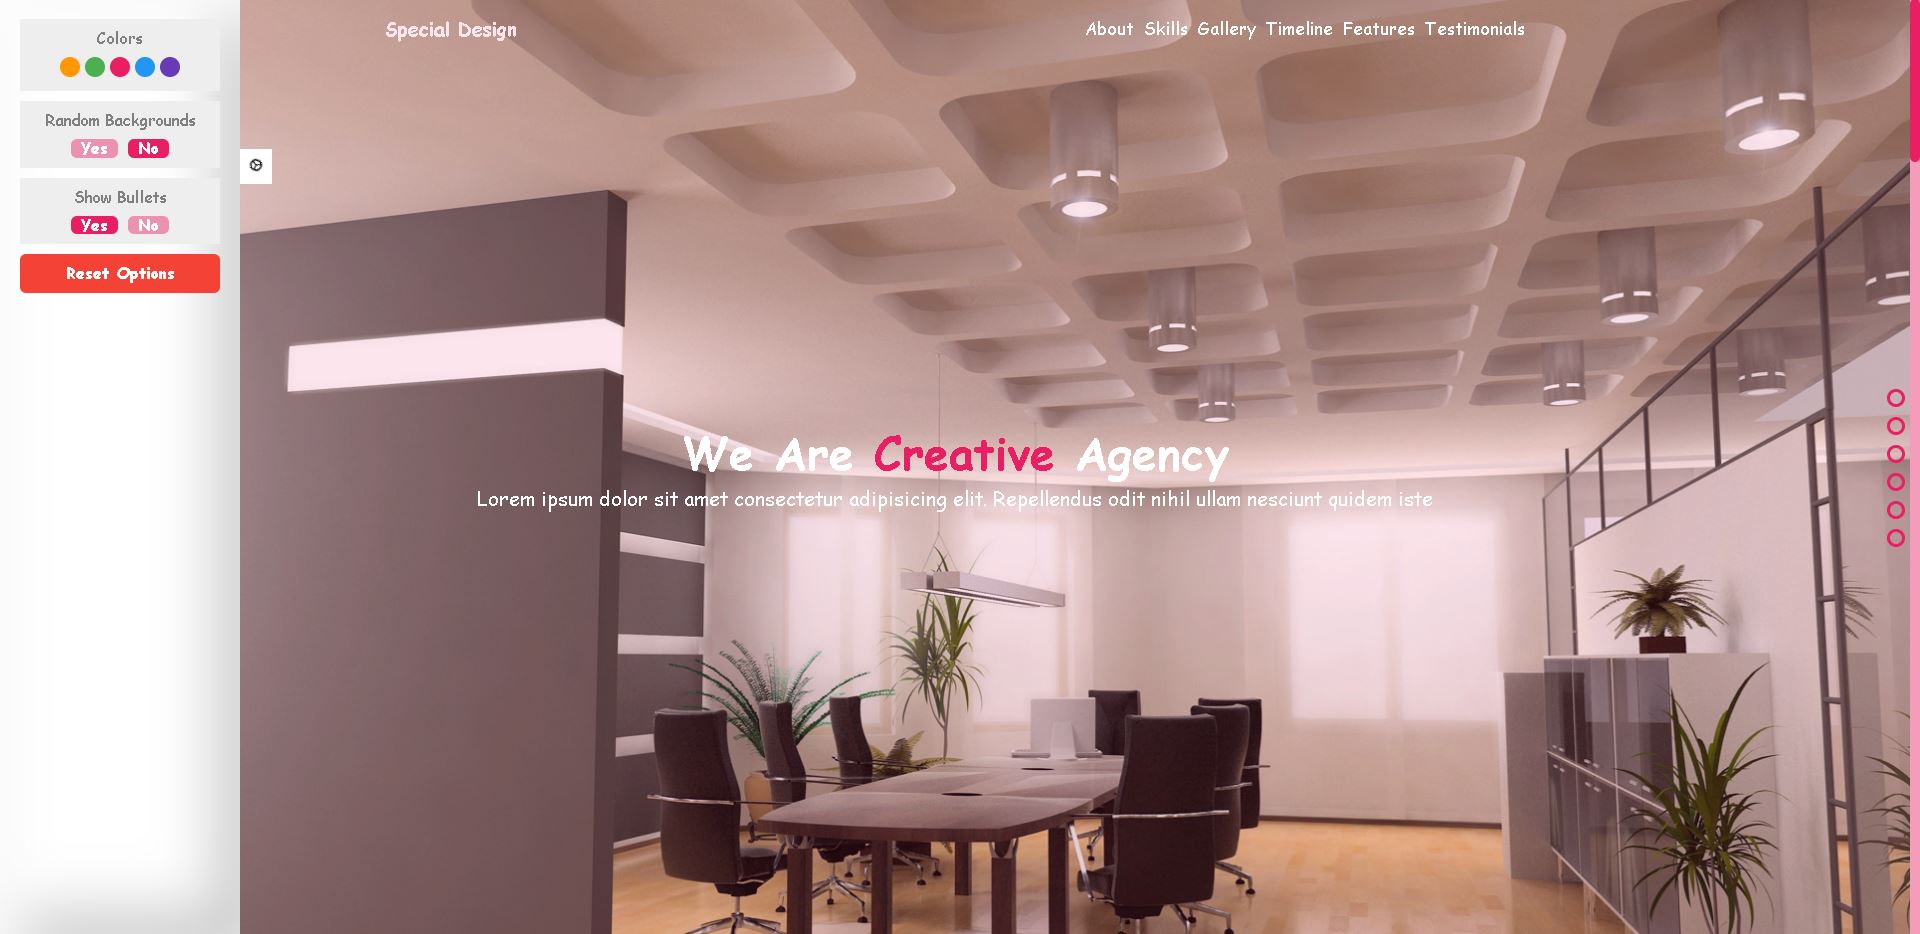 Colors
Random Backgrounds
Yes No
Show Bullets
Yes No
Reset Options
Special Design
About Skills Gallery Timeline Features Testimonials
We Are Creative Agency
Lorem ipsum dolor sit amet consectetur adipisicing elit. Repellendus odit nihil ullam nesciunt quidem iste